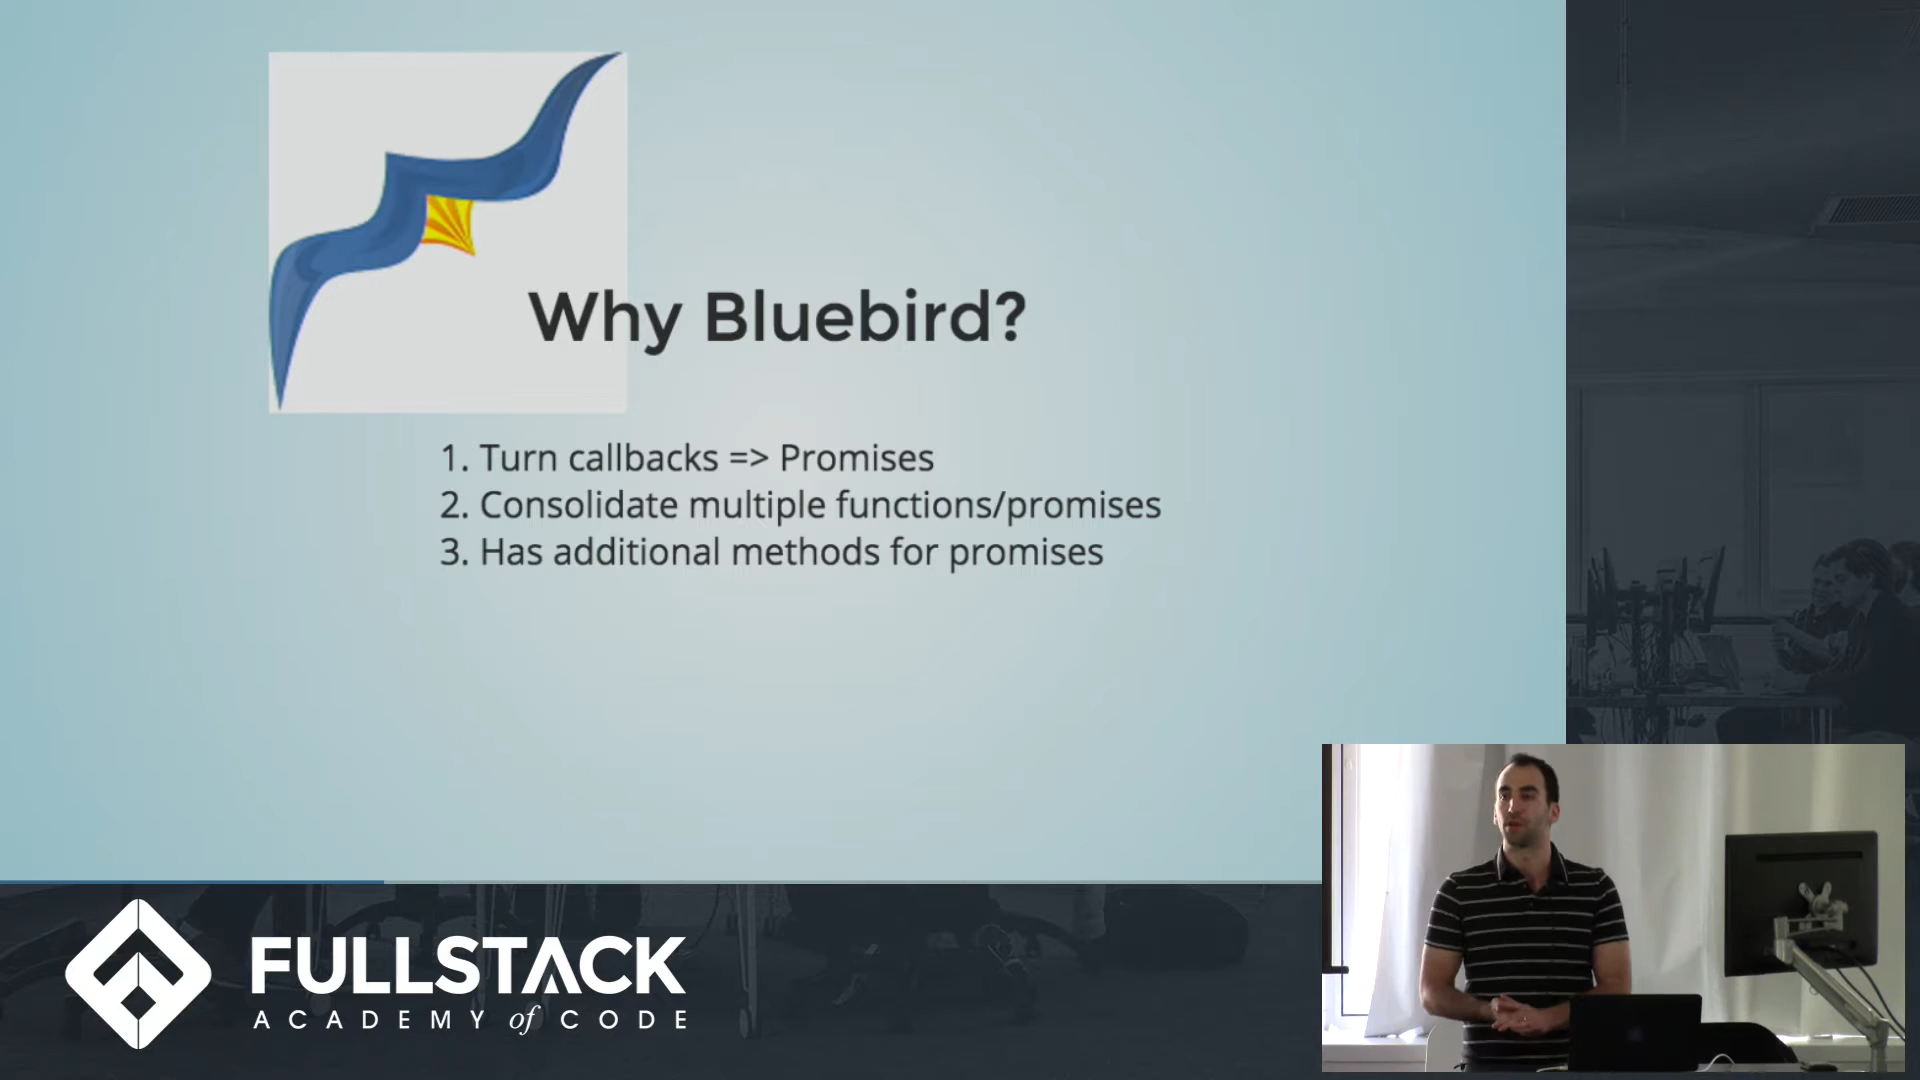 Why Bluebird?
1. Turn callbacks => Promises
2. Consolidate multiple functions/promises
3. Has additional methods for promises
FULLSTACK
ACADEMY of CODE